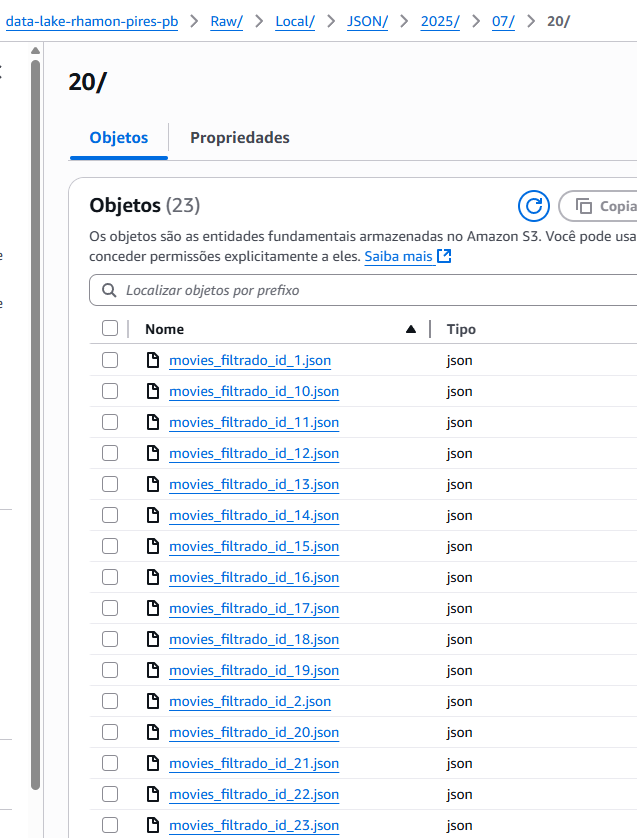 data-lake-rhamon-pires-pb > Raw/ > Local/ > JSON/ > 2025/ > 07/ > 20/
20/
Objetos Propriedades
Objetos (23)
Os objetos são as entidades fundamentais armazenadas no Amazon S3. Você pode usa
conceder permissões explicitamente a eles. Saiba mais
Localizar objetos por prefixo
Nome Tipo
movies_filtrado_id_1.json json
movies_filtrado_id_10.json json
movies_filtrado_id_11.json json
movies_filtrado_id_12.json json
movies_filtrado_id_13.json json
movies_filtrado_id_14.json json
movies_filtrado_id_15.json json
movies_filtrado_id_16.json json
movies_filtrado_id_17.json json
movies_filtrado_id_18.json json
movies_filtrado_id_19.json json
movies_filtrado_id_2.json json
movies_filtrado_id_20.json json
movies_filtrado_id_21.json json
movies_filtrado_id_22.json json
movies_filtrado_id_23.json json